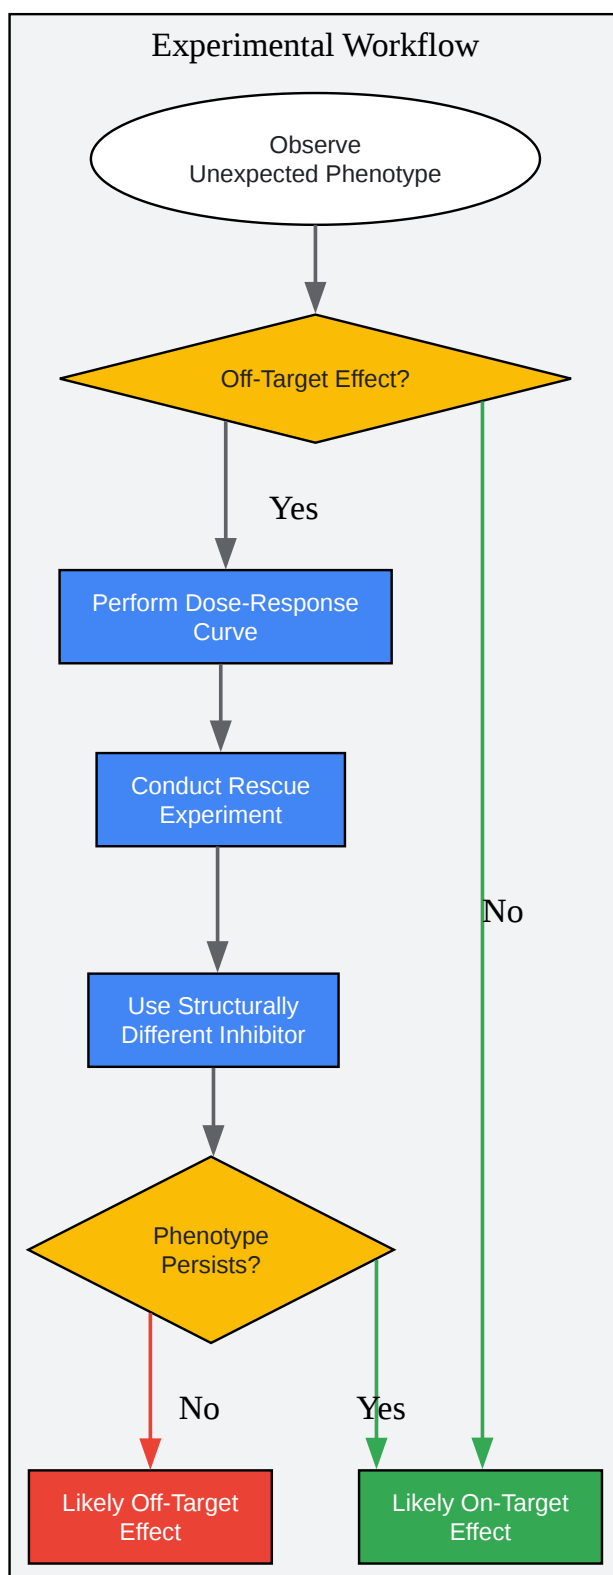 Experimental Workflow
Observe
Unexpected Phenotype
Off-Target Effect?
Yes
Perform Dose-Response
Curve
Conduct Rescue
Experiment
No
Use Structurally
Different Inhibitor
Phenotype
Persists?
No
Yes
Likely Off-Target
Effect
Likely On-Target
Effect